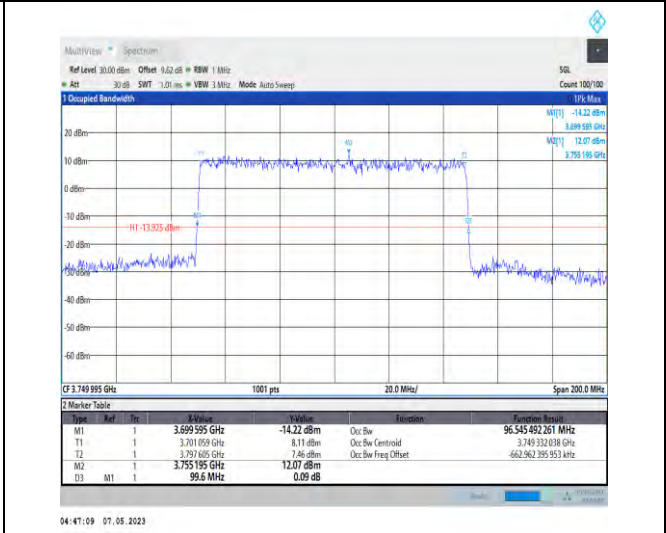 MultiView Spectrum
Ref Level 30.00 dBm Offset 9.62 dB RBW 1 MHz SGL
Att 30 dB SWT 1.01 ms VBW 3 MHz Mode Auto Sweep Count 100/100
1 Occupied Bandwidth 1Pk Max
M1[1] -14.22 dBm
3.699 595 GHz
M2[1] 12.07 dBm
3.755 195 GHz
20 dBm
M2
10 dBm
0 dBm
-10 dBm
H1 -13.925 dBm
-20 dBm
-30 dBm
-40 dBm
-50 dBm
-60 dBm
CF 3.749 995 GHz 1001 pts 20.0 MHz/ Span 200.0 MHz
2 Marker Table
Type Ref Trc X-Value Y-Value Function Function Result
M1 1 3.699 595 GHz -14.22 dBm Occ Bw 96.545 492 261 MHz
T1 1 3.701 059 GHz 8.11 dBm Occ Bw Centroid 3.749 332 038 GHz
T2 1 3.797 605 GHz 7.46 dBm Occ Bw Freq Offset -662.962 395 953 kHz
M2 1 3.755 195 GHz 12.07 dBm
D3 M1 1 99.6 MHz 0.09 dB
04:47:09 07.05.2023